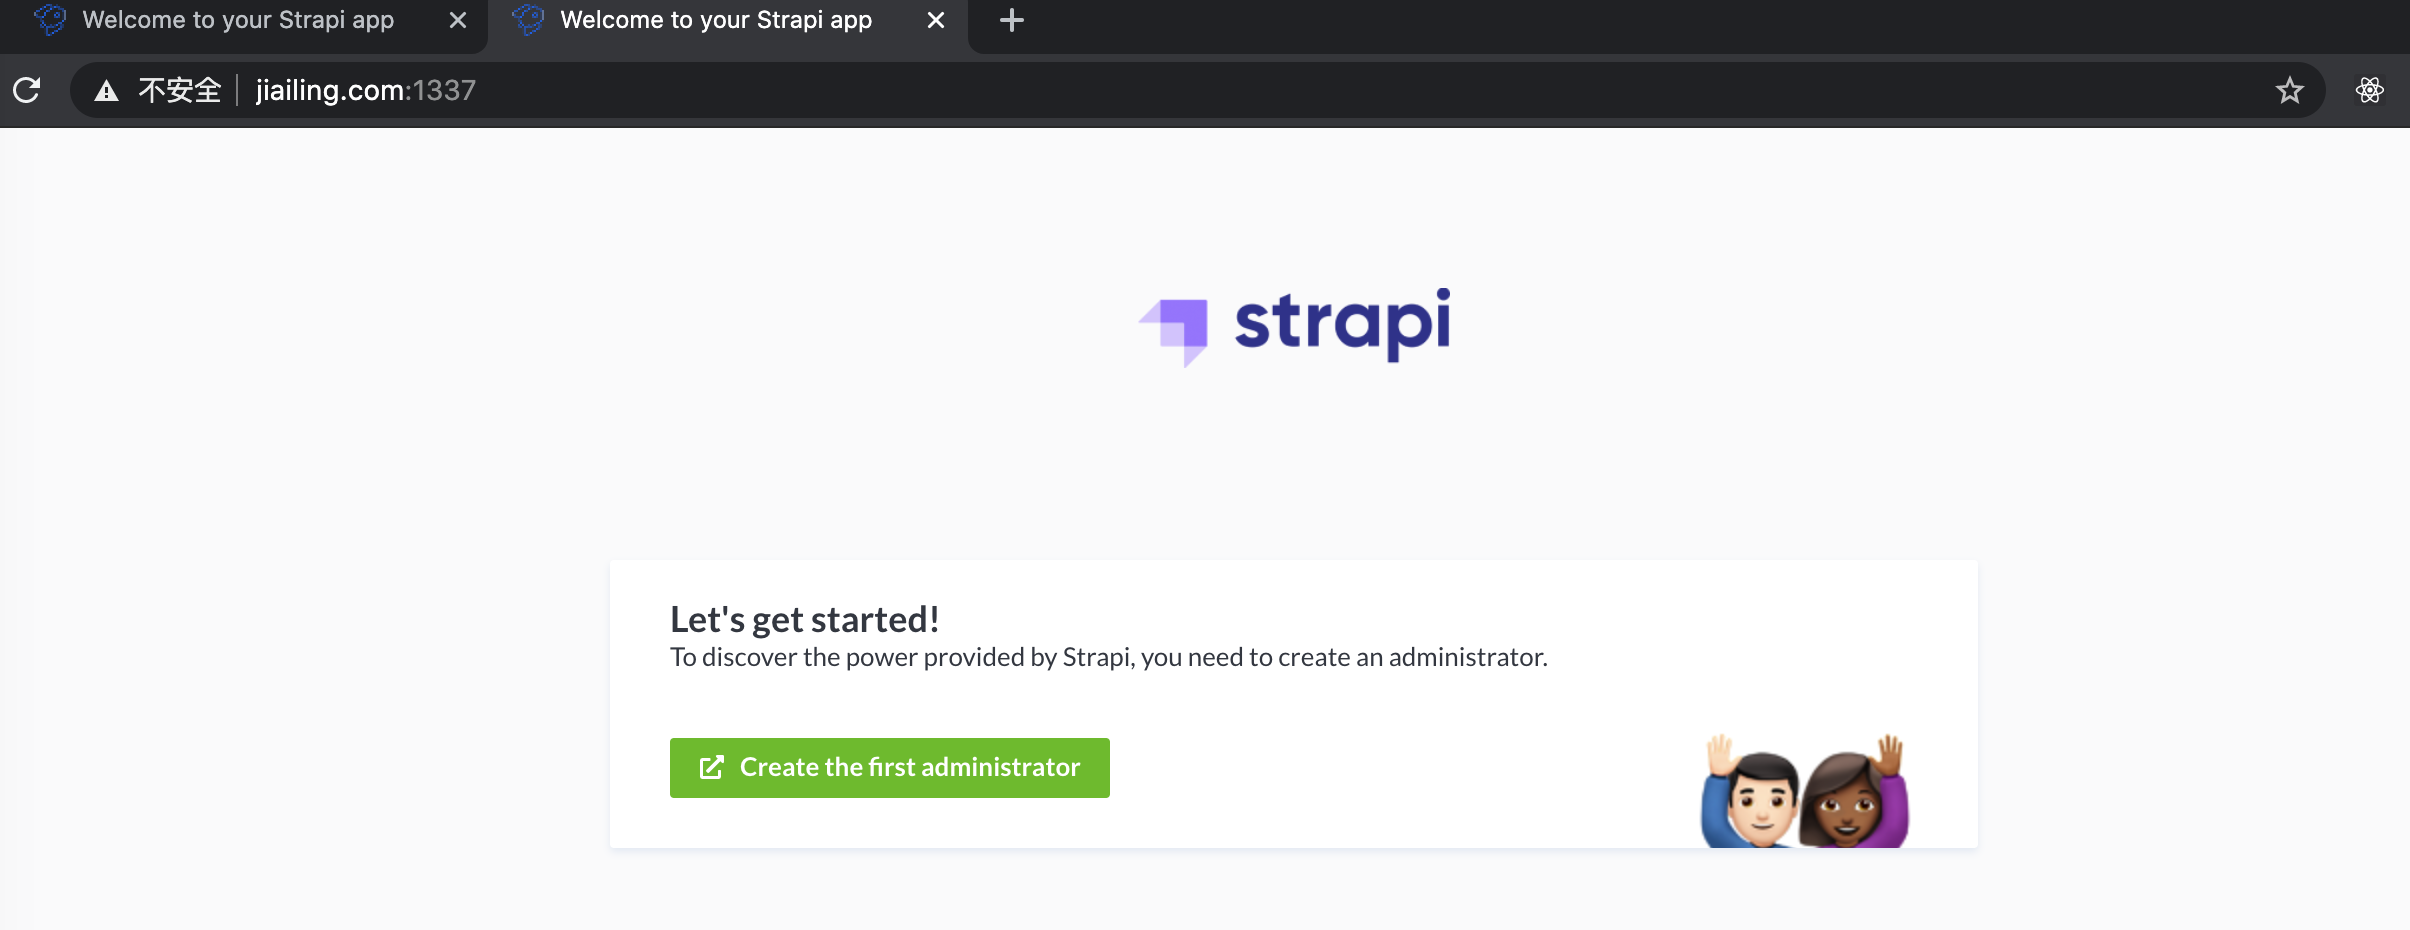 Welcome to your Strapi app
Welcome to your Strapi app
不安全 jiailing.com:1337
strapi
Let's get started!
To discover the power provided by Strapi, you need to create an administrator.
Create the first administrator